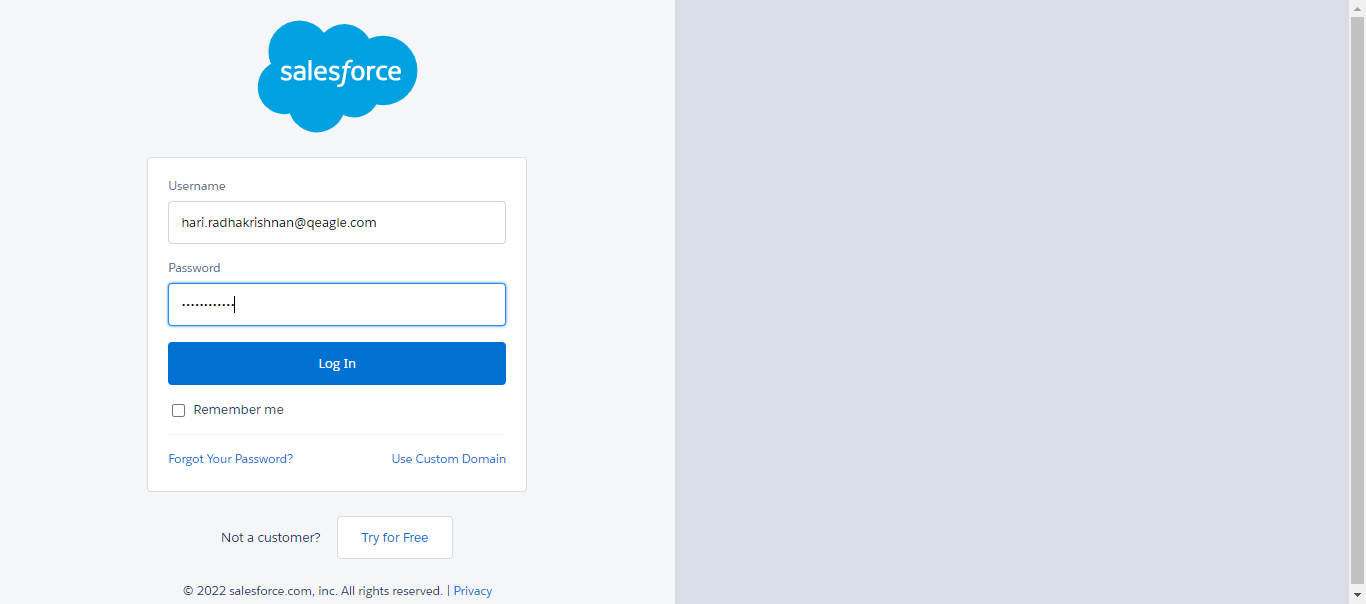 salesforce
Username
hari.radhakrishnan@qeagle.com
Password
••••••••••••
Log In
Remember me
Forgot Your Password? Use Custom Domain
Not a customer? Try for Free
© 2022 salesforce.com, inc. All rights reserved. | Privacy